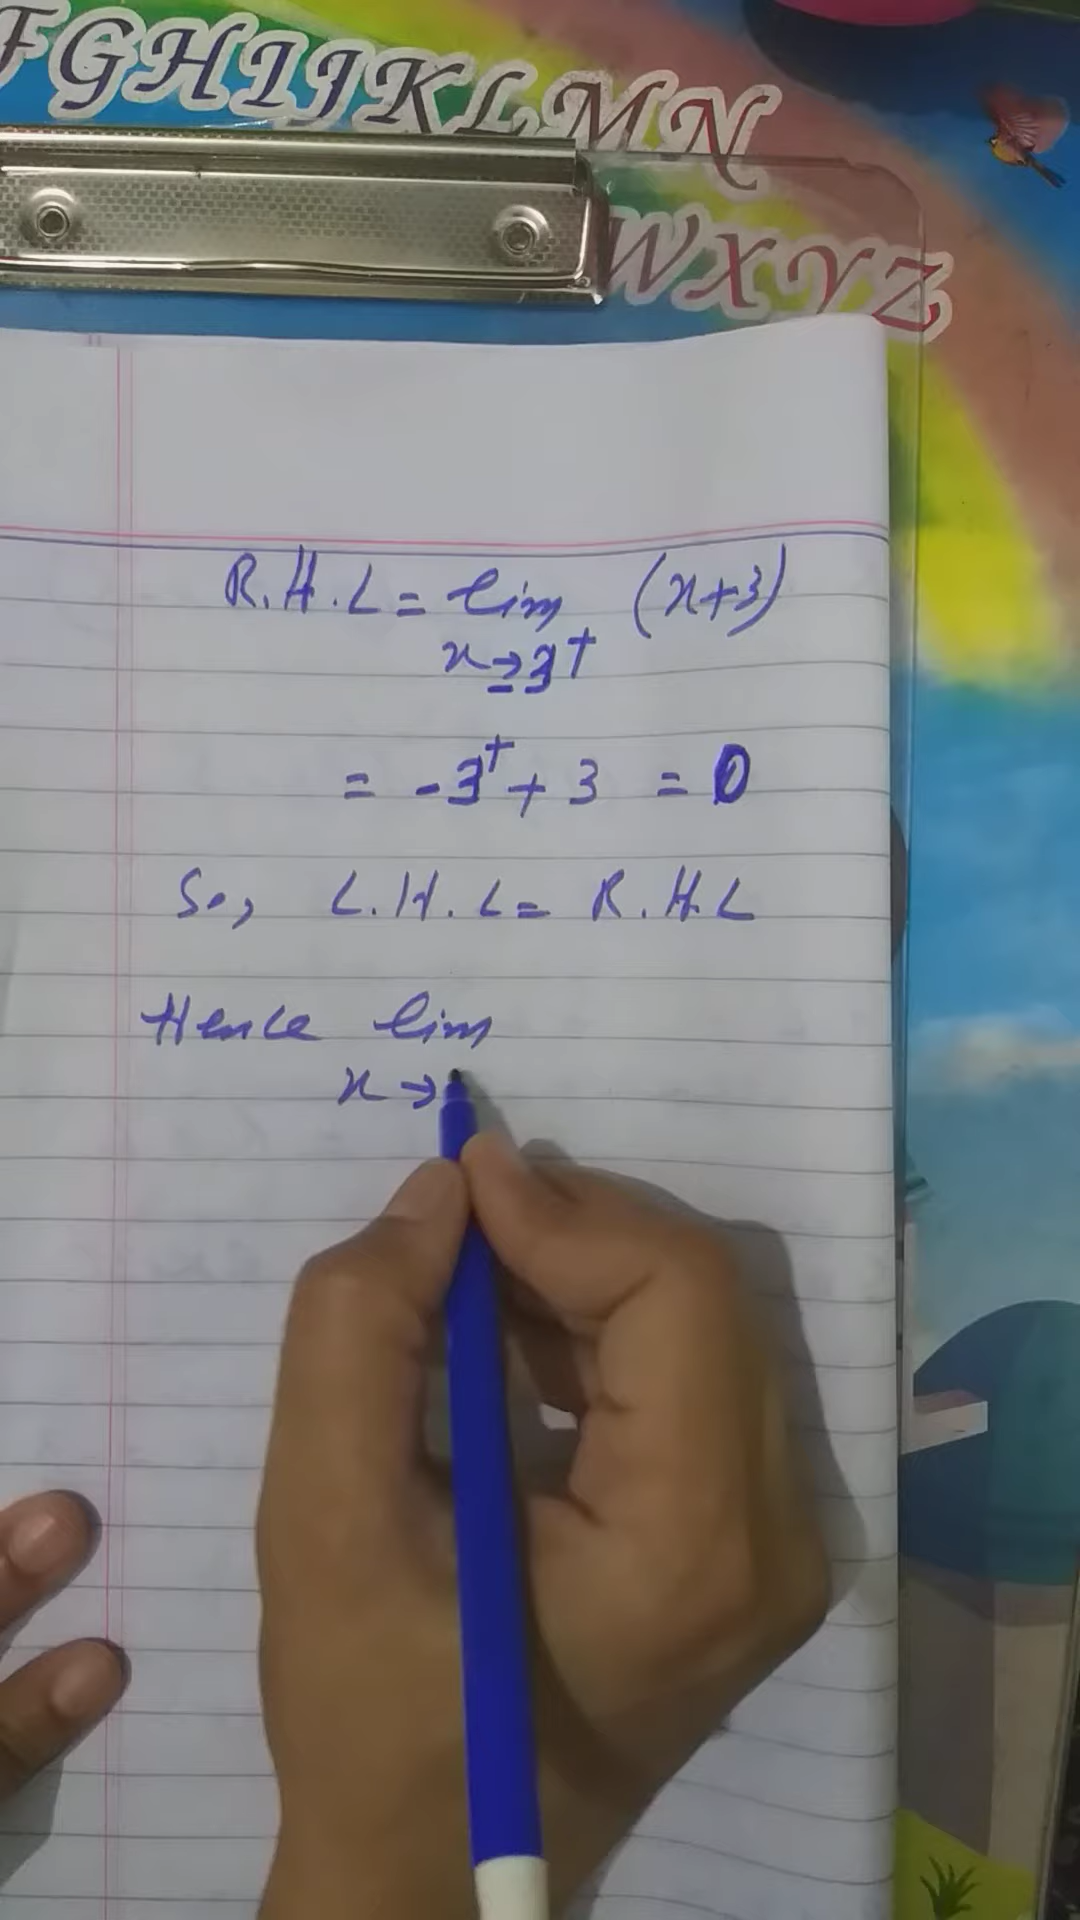 FGHIJKLMN
WXYZ
R.H.L = lim (x+3)
x→-3⁺
= -3⁺ + 3 = 0
So, L.H.L = R.H.L
Hence lim
x→